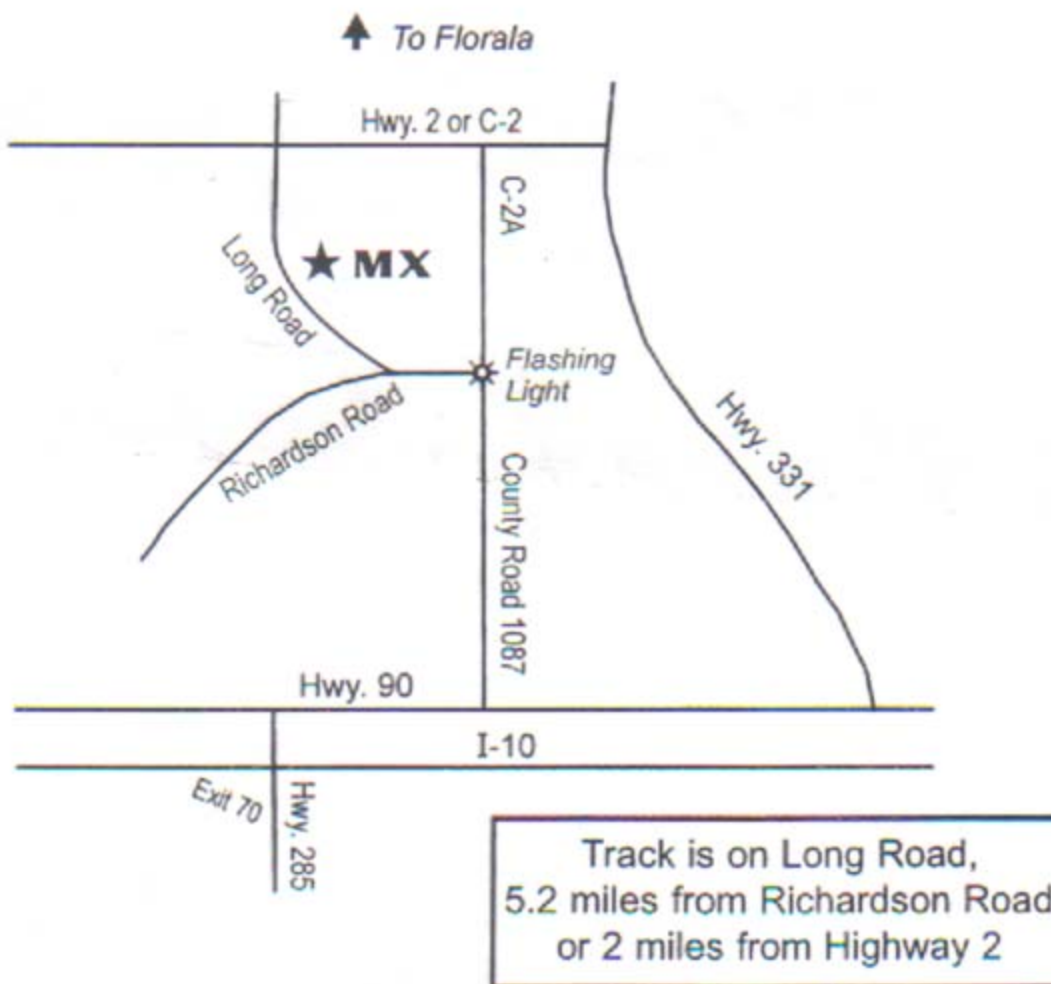 To Florala
Hwy. 2 or C-2
C-2A
Long Road
MX
Flashing
Light
Richardson Road
Hwy. 331
County Road 1087
Hwy. 90
I-10
Exit 70
Hwy. 285
Track is on Long Road,
5.2 miles from Richardson Road
or 2 miles from Highway 2